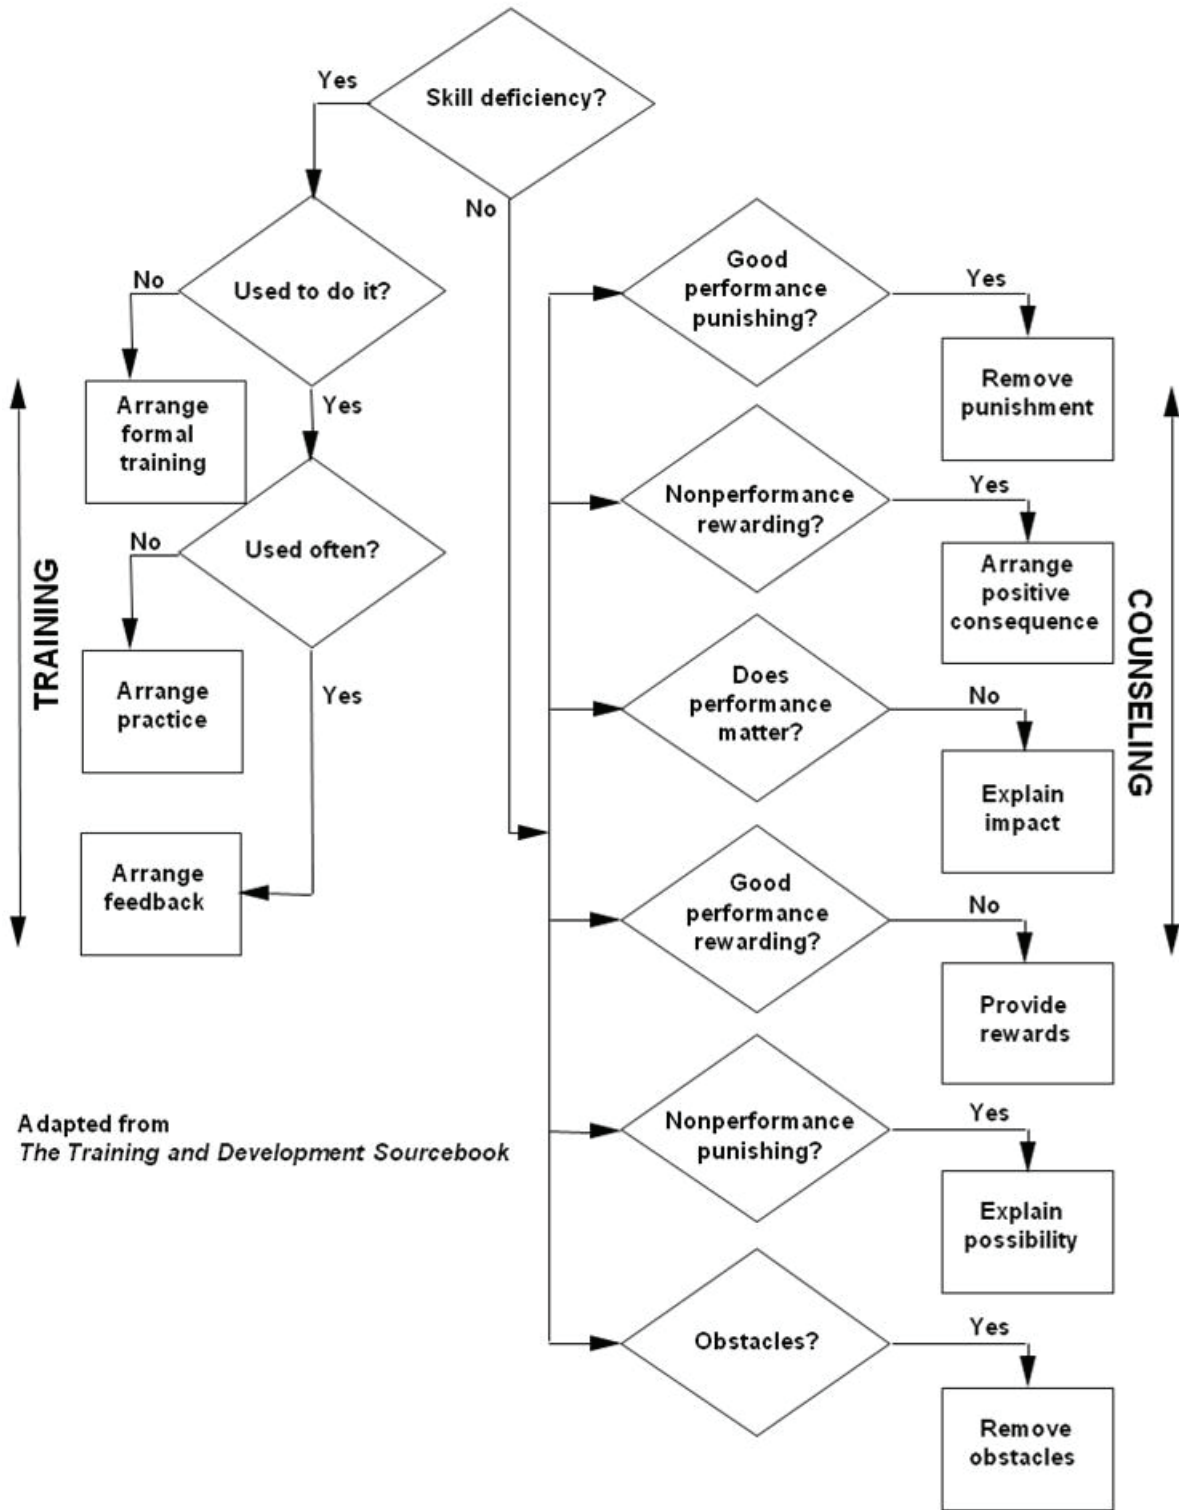 Yes
Skill deficiency?
No
No
Used to do it?
Good
performance
punishing?
Yes
Arrange
formal
training
Yes
Remove
punishment
Nonperformance
rewarding?
Yes
No
Used often?
Arrange
positive
consequence
TRAINING
COUNSELING
Arrange
practice
Yes
Does
performance
matter?
No
Explain
impact
Arrange
feedback
Good
performance
rewarding?
No
Provide
rewards
Adapted from
The Training and Development Sourcebook
Nonperformance
punishing?
Yes
Explain
possibility
Obstacles?
Yes
Remove
obstacles